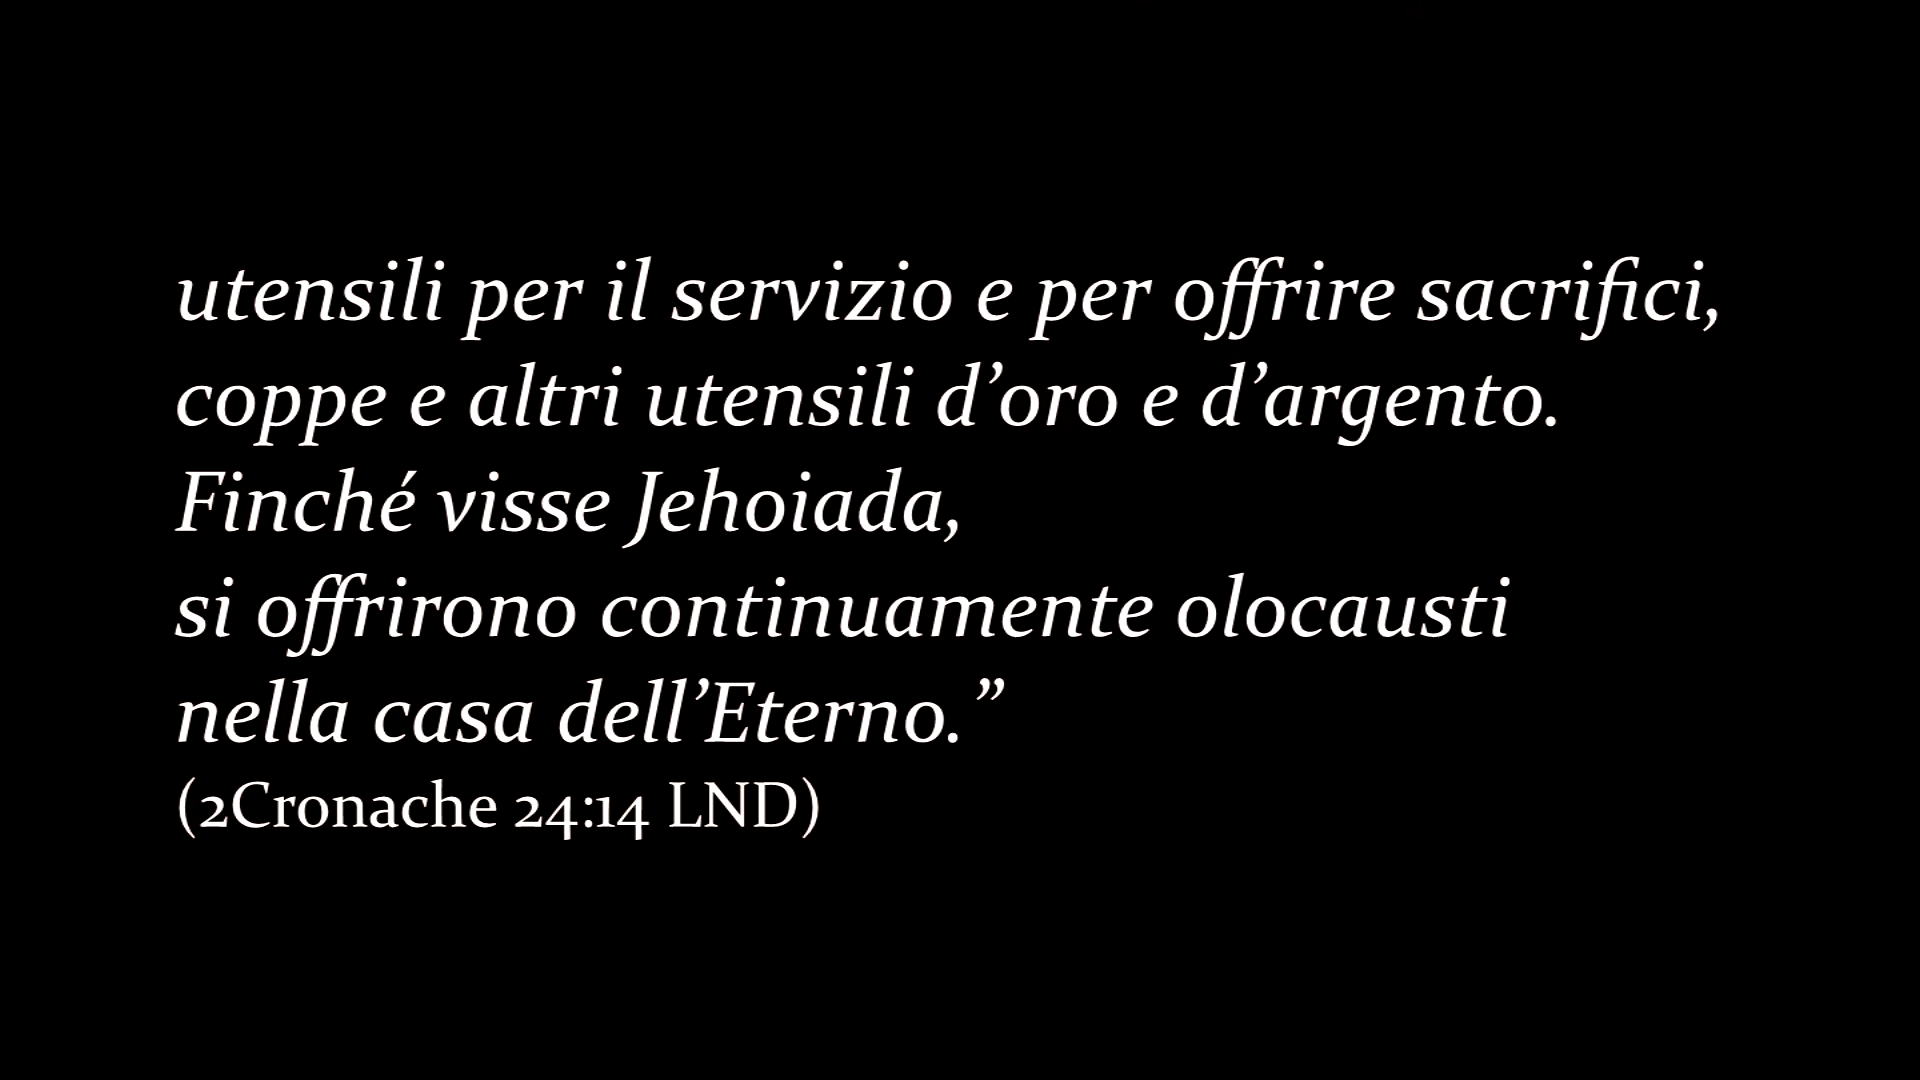 utensili per il servizio e per offrire sacrifici,
coppe e altri utensili d’oro e d’argento.
Finché visse Jehoiada,
si offrirono continuamente olocausti
nella casa dell’Eterno.”
(2Cronache 24:14 LND)